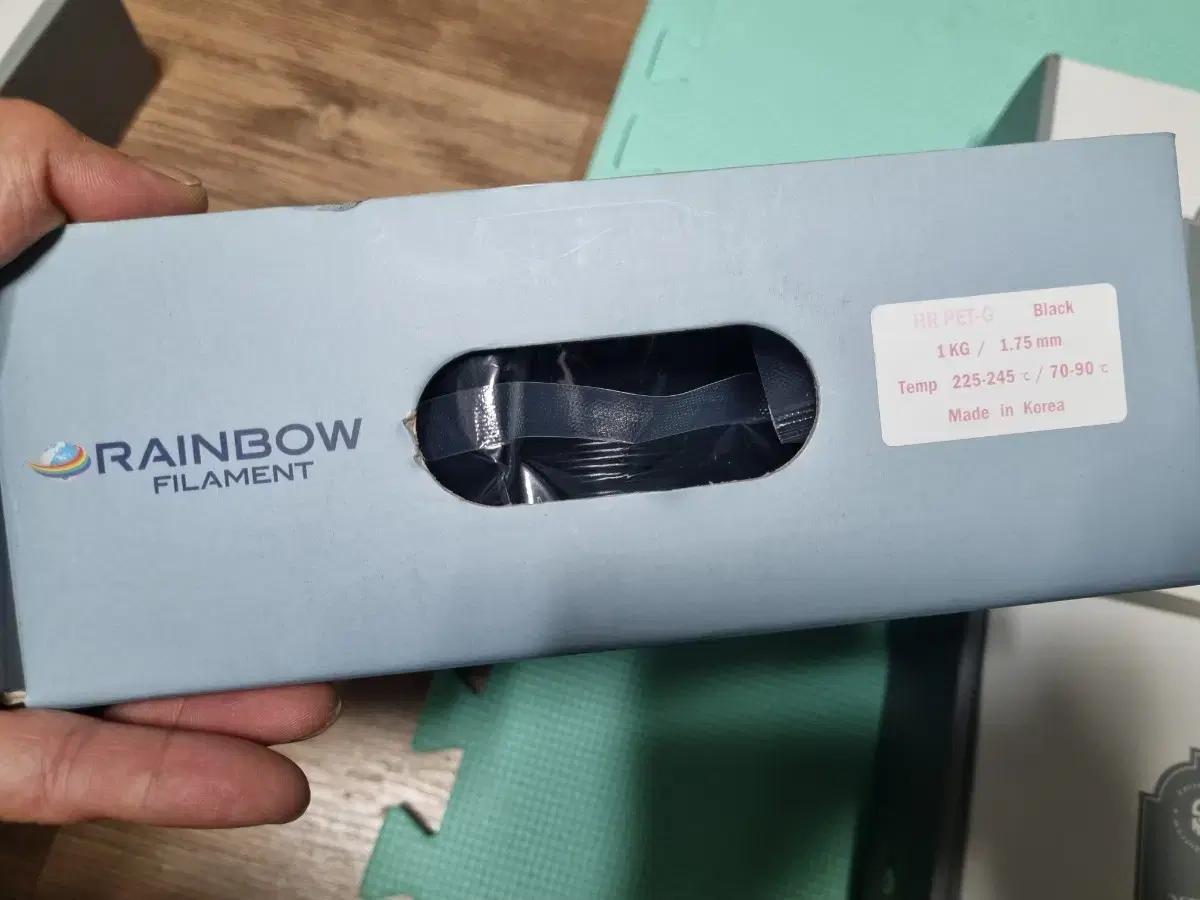 RAINBOW
FILAMENT
HR PET-G Black
1 KG / 1.75 mm
Temp 225-245 ℃ / 70-90 ℃
Made in Korea